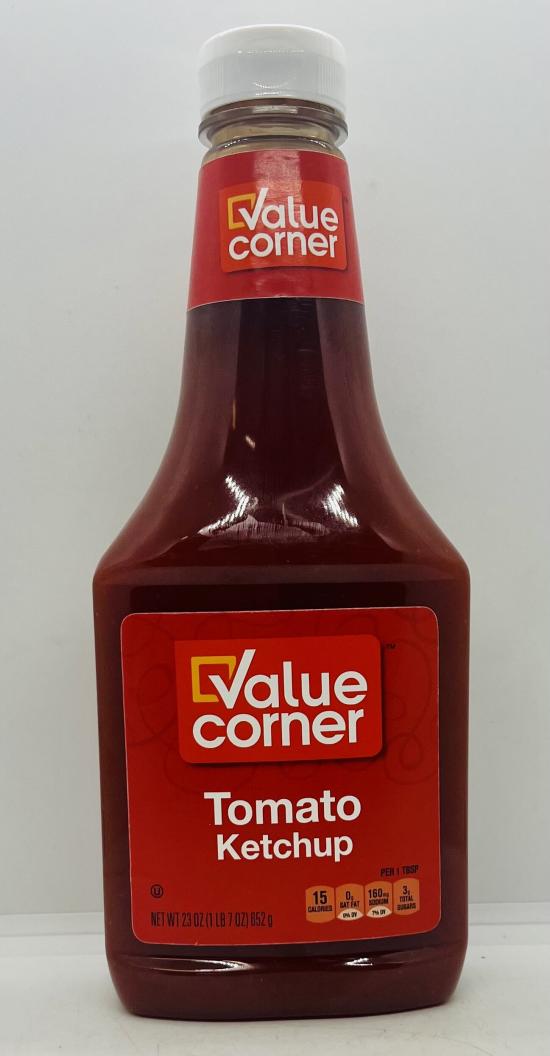 Value
corner
Value™
corner
Tomato
Ketchup
PER 1 TBSP
15
CALORIES
0g
SAT FAT
0% DV
160mg
SODIUM
7% DV
3g
TOTAL
SUGARS
U
NET WT 23 OZ (1 LB 7 OZ) 652 g